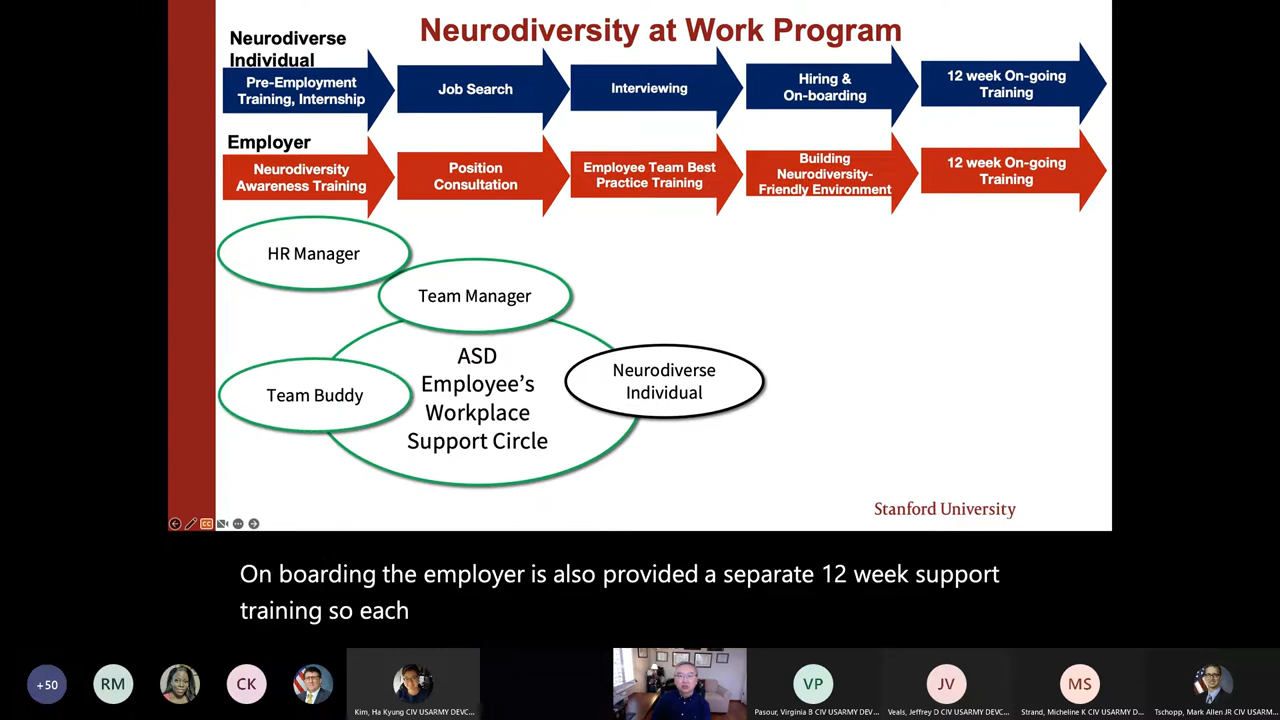 Neurodiversity at Work Program
Neurodiverse
Individual
Pre-Employment
Training, Internship
Job Search
Interviewing
Hiring &
On-boarding
12 week On-going
Training
Employer
Neurodiversity
Awareness Training
Position
Consultation
Employee Team Best
Practice Training
Building
Neurodiversity-
Friendly Environment
12 week On-going
Training
HR Manager
Team Manager
ASD
Employee's
Workplace
Support Circle
Neurodiverse
Individual
Team Buddy
Stanford University
CC
On boarding the employer is also provided a separate 12 week support
training so each
+50
RM
CK
VP
JV
MS
Kim, Ha Kyung CIV USARMY DEVC...
Pasour, Virginia B CIV USARMY DEV...
Veals, Jeffrey D CIV USARMY DEVC...
Strand, Micheline K CIV USARMY DE...
Tschopp, Mark Allen JR CIV USARM...